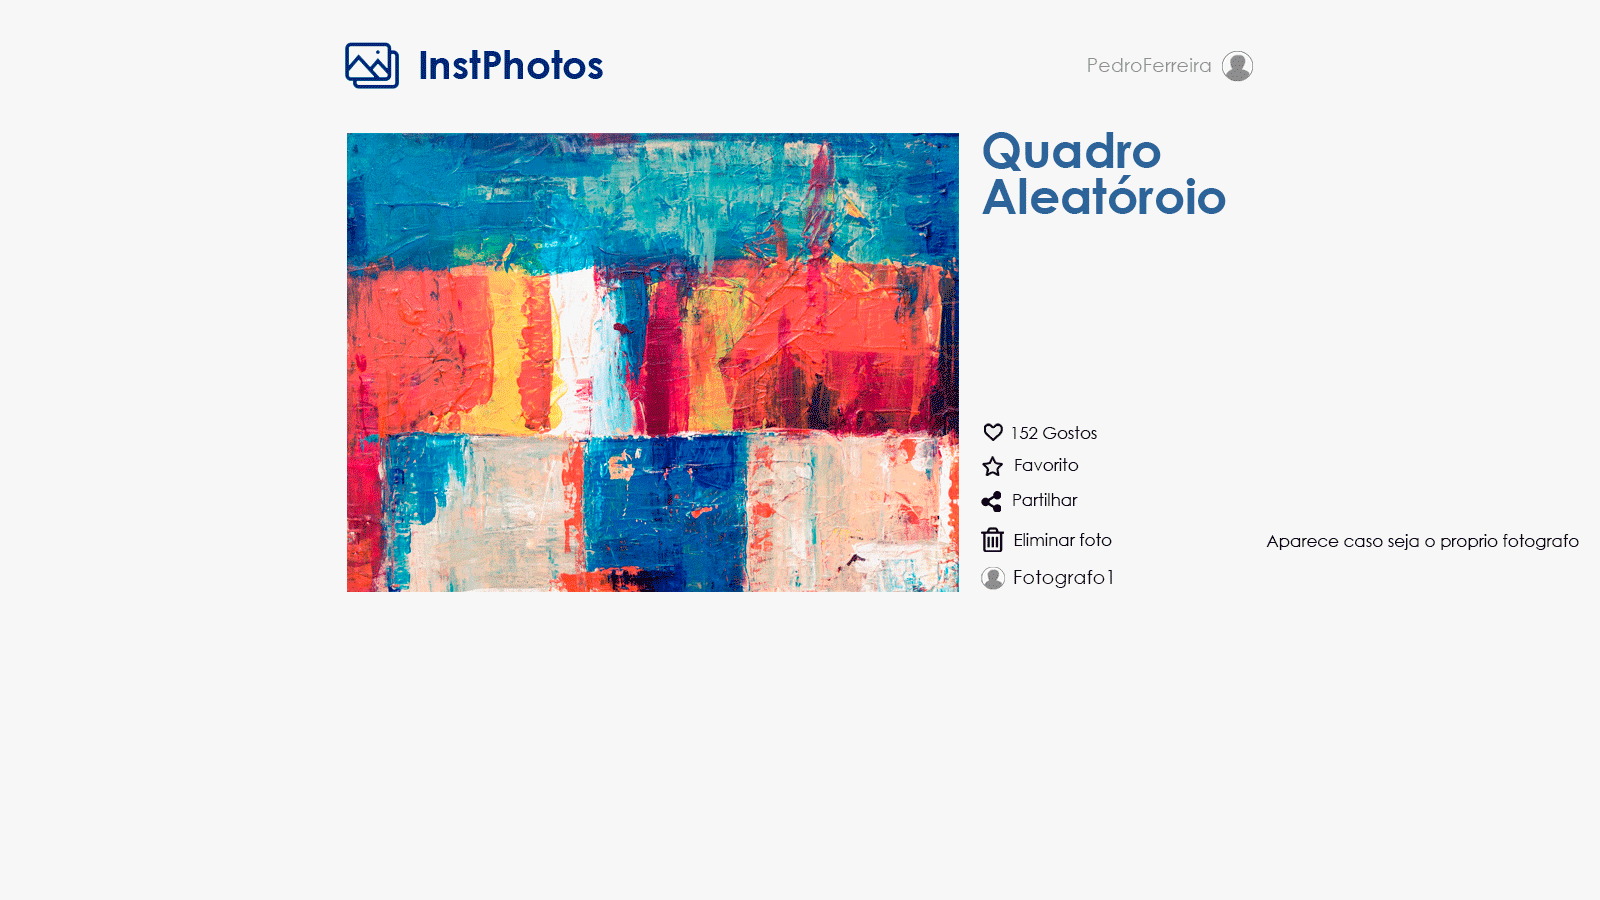 InstPhotos
PedroFerreira
Quadro
Aleatóroio
152 Gostos
Favorito
Partilhar
Eliminar foto
Aparece caso seja o proprio fotografo
Fotografo1